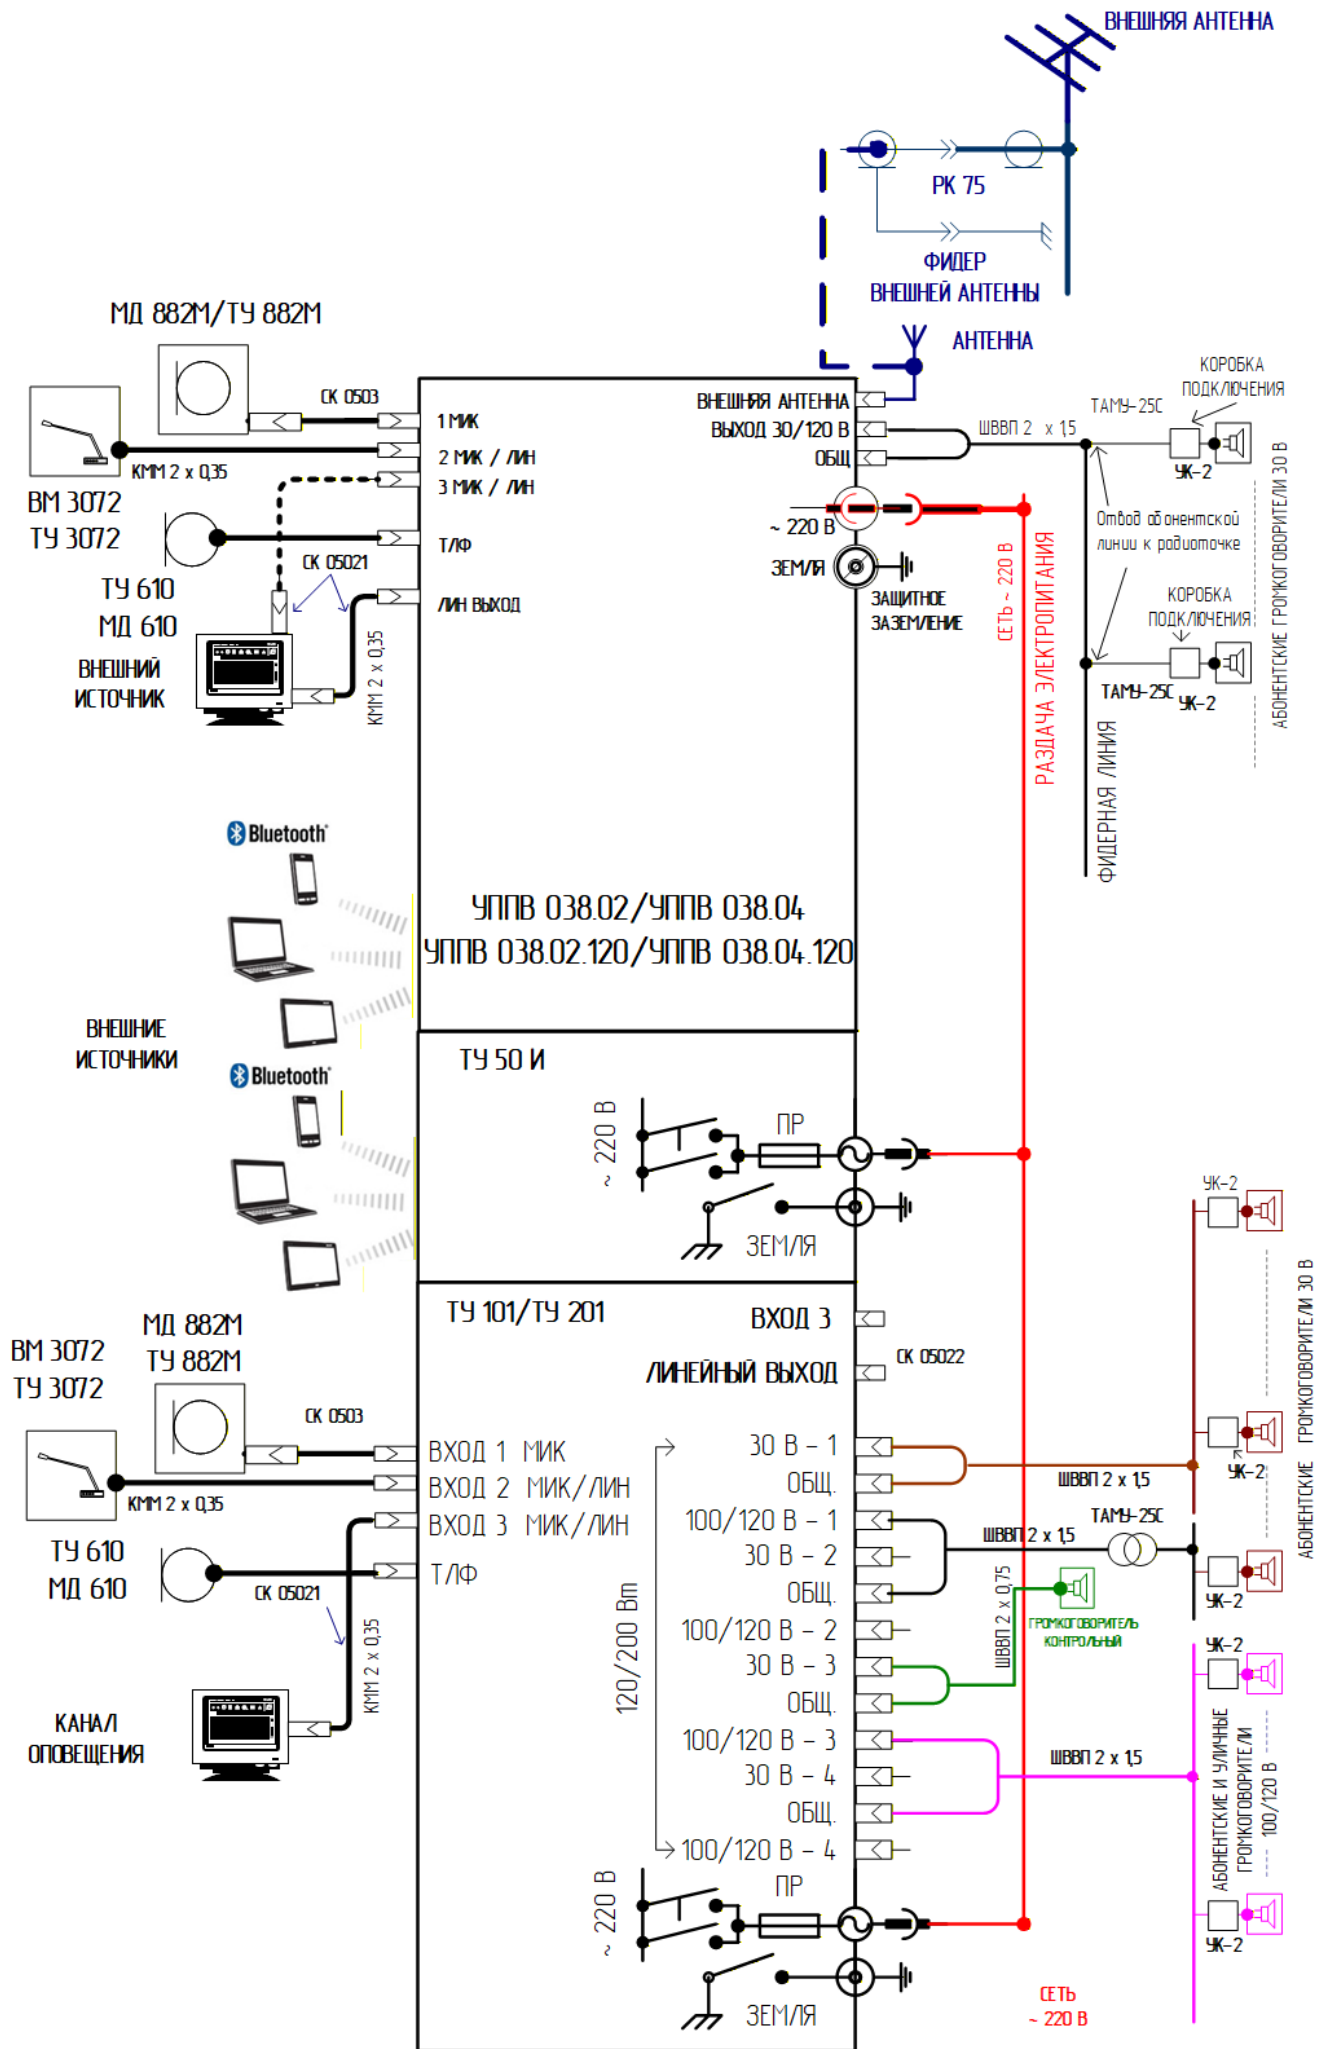 ВНЕШНЯЯ АНТЕННА
РК 75
ФИДЕР
ВНЕШНЕЙ АНТЕННЫ
АНТЕННА
МД 882М/ТУ 882М
СК 0503
КММ 2 х 0,35
ВМ 3072
ТУ 3072
ТУ 610
МД 610
СК 05021
ВНЕШНИЙ
ИСТОЧНИК
КММ 2 х 0,35
1 МИК
2 МИК / ЛИН
3 МИК / ЛИН
Т/ЛФ
ЛИН ВЫХОД
ВНЕШНЯЯ АНТЕННА
ВЫХОД 30/120 В
ОБЩ
~ 220 В
ЗЕМЛЯ
ЗАЩИТНОЕ
ЗАЗЕМЛЕНИЕ
ШВВП 2 х 1,5
ТАМУ-25С
КОРОБКА
ПОДКЛЮЧЕНИЯ
УК-2
Отвод абонентской
линии к радиоточке
КОРОБКА
ПОДКЛЮЧЕНИЯ
ТАМУ-25С
УК-2
АБОНЕНТСКИЕ ГРОМКОГОВОРИТЕЛИ 30 В
СЕТЬ ~ 220 В
РАЗДАЧА ЭЛЕКТРОПИТАНИЯ
ФИДЕРНАЯ ЛИНИЯ
Bluetooth
УППВ 038.02/УППВ 038.04
УППВ 038.02.120/УППВ 038.04.120
ВНЕШНИЕ
ИСТОЧНИКИ
Bluetooth
ТУ 50 И
~ 220 В
ПР
ЗЕМЛЯ
ТУ 101/ТУ 201
ВХОД 3
ЛИНЕЙНЫЙ ВЫХОД
СК 05022
МД 882М
ТУ 882М
ВМ 3072
ТУ 3072
СК 0503
КММ 2 х 0,35
ТУ 610
МД 610
СК 05021
КММ 2 х 0,35
КАНАЛ
ОПОВЕЩЕНИЯ
ВХОД 1 МИК
ВХОД 2 МИК/ЛИН
ВХОД 3 МИК/ЛИН
Т/ЛФ
120/200 Вт
30 В - 1
ОБЩ.
100/120 В - 1
30 В - 2
ОБЩ.
100/120 В - 2
30 В - 3
ОБЩ.
100/120 В - 3
30 В - 4
ОБЩ.
100/120 В - 4
ШВВП 2 х 1,5
ШВВП 2 х 1,5
ТАМУ-25С
ШВВП 2 х 0,75
ГРОМКОГОВОРИТЕЛЬ
КОНТРОЛЬНЫЙ
ШВВП 2 х 1,5
УК-2
УК-2
УК-2
УК-2
УК-2
АБОНЕНТСКИЕ ГРОМКОГОВОРИТЕЛИ 30 В
АБОНЕНТСКИЕ И УЛИЧНЫЕ
ГРОМКОГОВОРИТЕЛИ
100/120 В
~ 220 В
ПР
ЗЕМЛЯ
СЕТЬ
~ 220 В